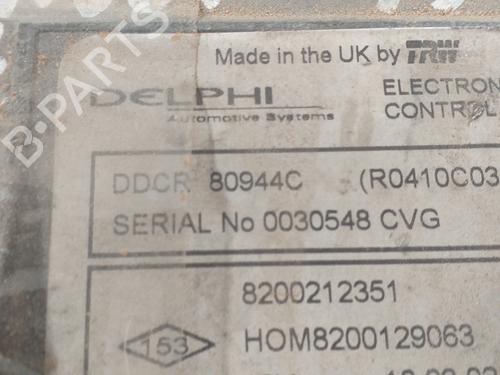 Made in the UK by TRW
DELPHI
Automotive Systems
ELECTRON
CONTROL
DDCR 80944C (R0410C03
SERIAL No 0030548 CVG
8200212351
153 HOM8200129063
B-PARTS